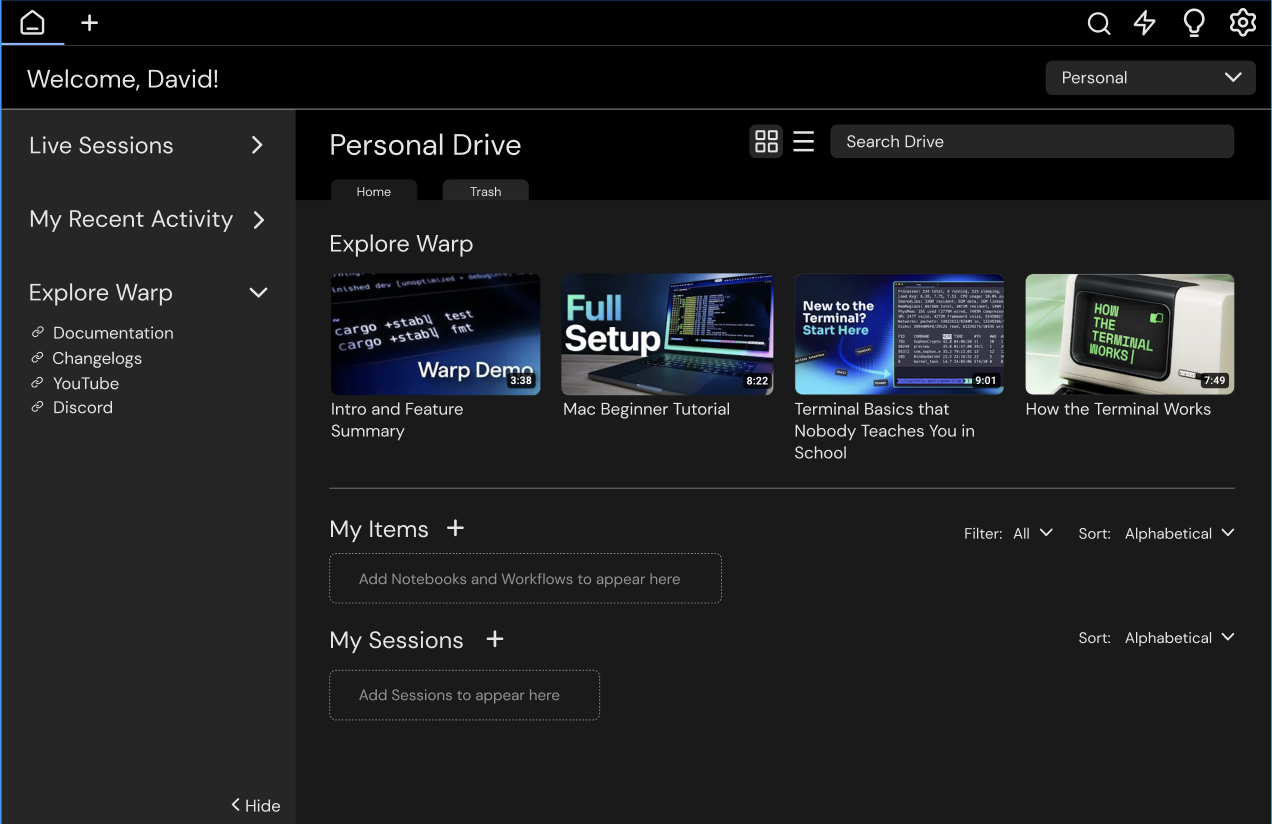 Welcome, David!
Personal
Live Sessions
My Recent Activity
Explore Warp
Documentation
Changelogs
YouTube
Discord
Hide
Personal Drive
Search Drive
Home
Trash
Explore Warp
cargo +stabl test
cargo +stabl fmt
Warp Demo
3:38
Intro and Feature
Summary
Full
Setup
8:22
Mac Beginner Tutorial
New to the
Terminal?
Start Here
9:01
Terminal Basics that
Nobody Teaches You in
School
HOW
THE
TERMINAL
WORKS
7:49
How the Terminal Works
My Items
Filter: All
Sort: Alphabetical
Add Notebooks and Workflows to appear here
My Sessions
Sort: Alphabetical
Add Sessions to appear here